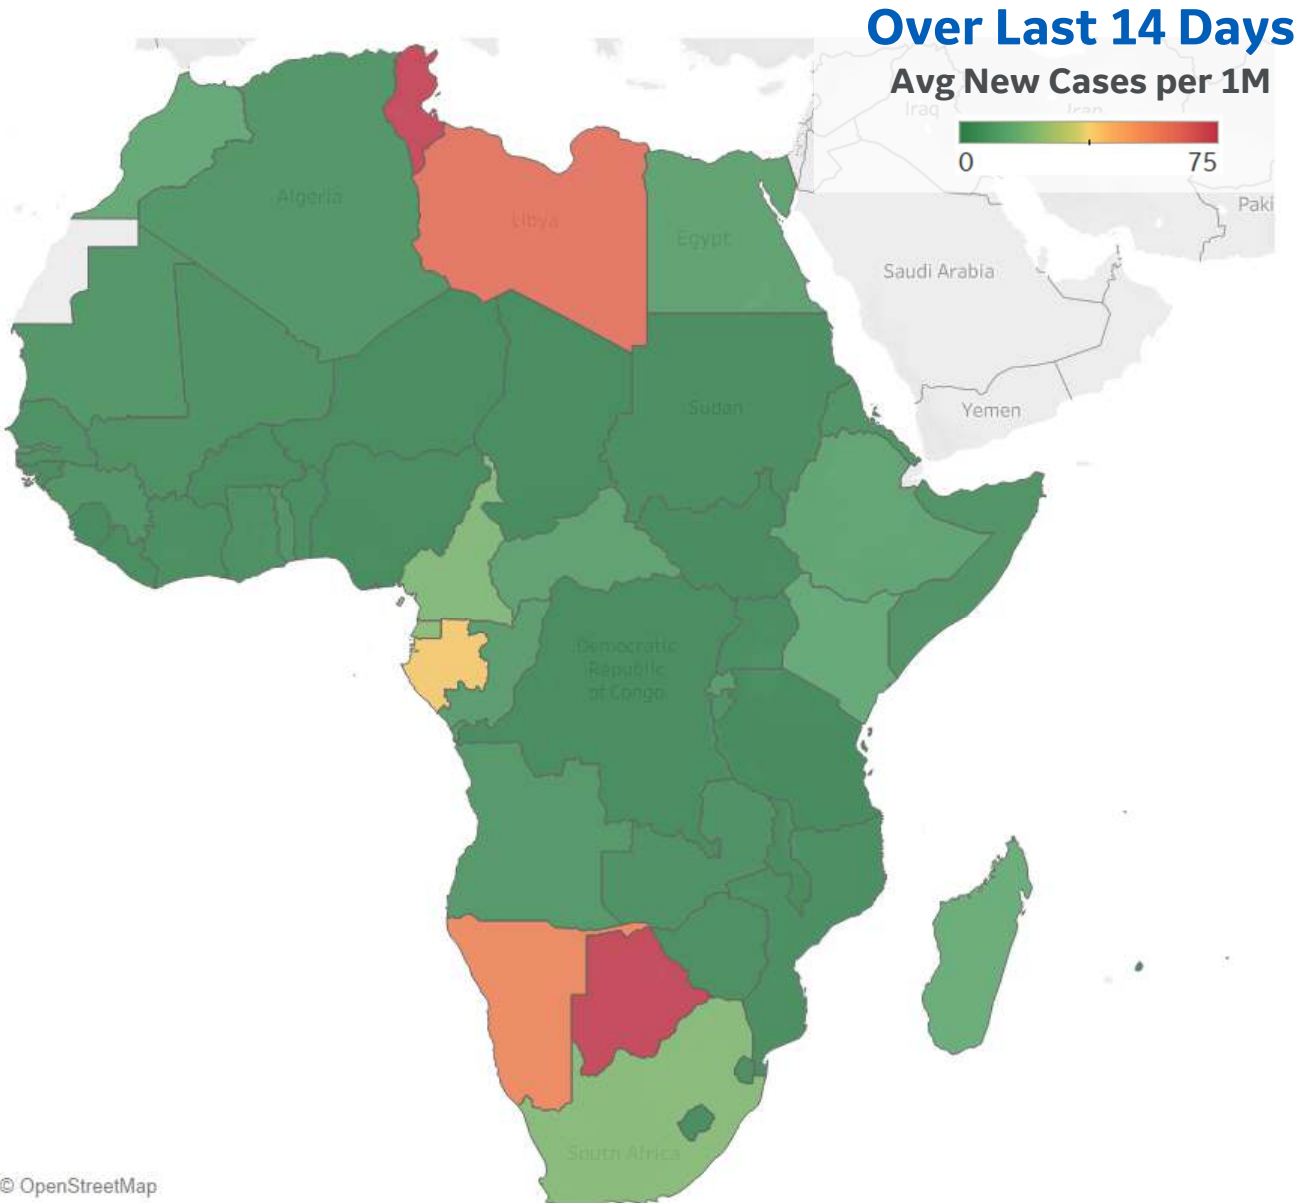 Over Last 14 Days
Avg New Cases per 1M
Iraq
Iran
0
75
Paki
Algeria
Libya
Egypt
Saudi Arabia
Sudan
Yemen
Democratic
Republic
of Congo
South Africa
© OpenStreetMap